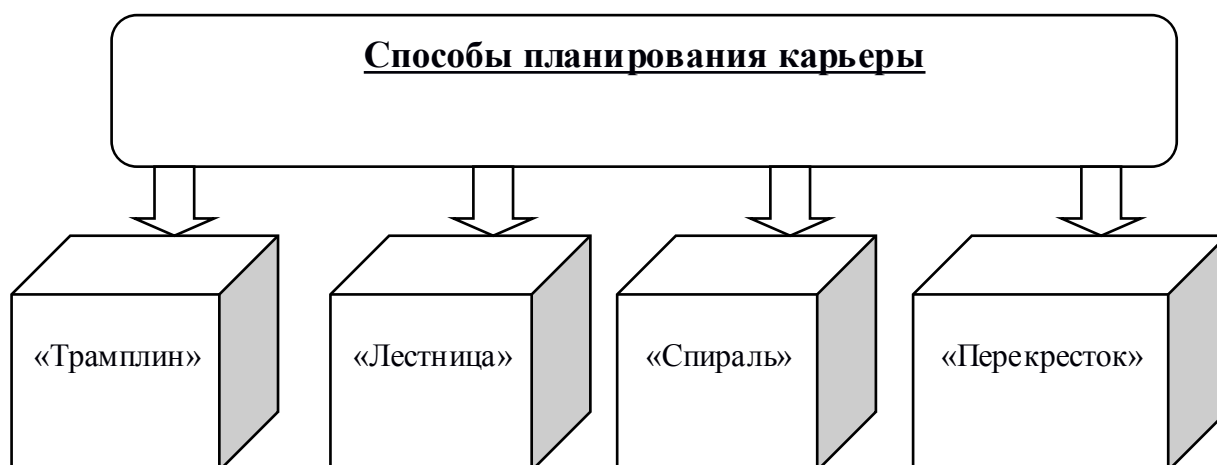 Способы планирования карьеры
«Трамплин»
«Лестница»
«Спираль»
«Перекресток»